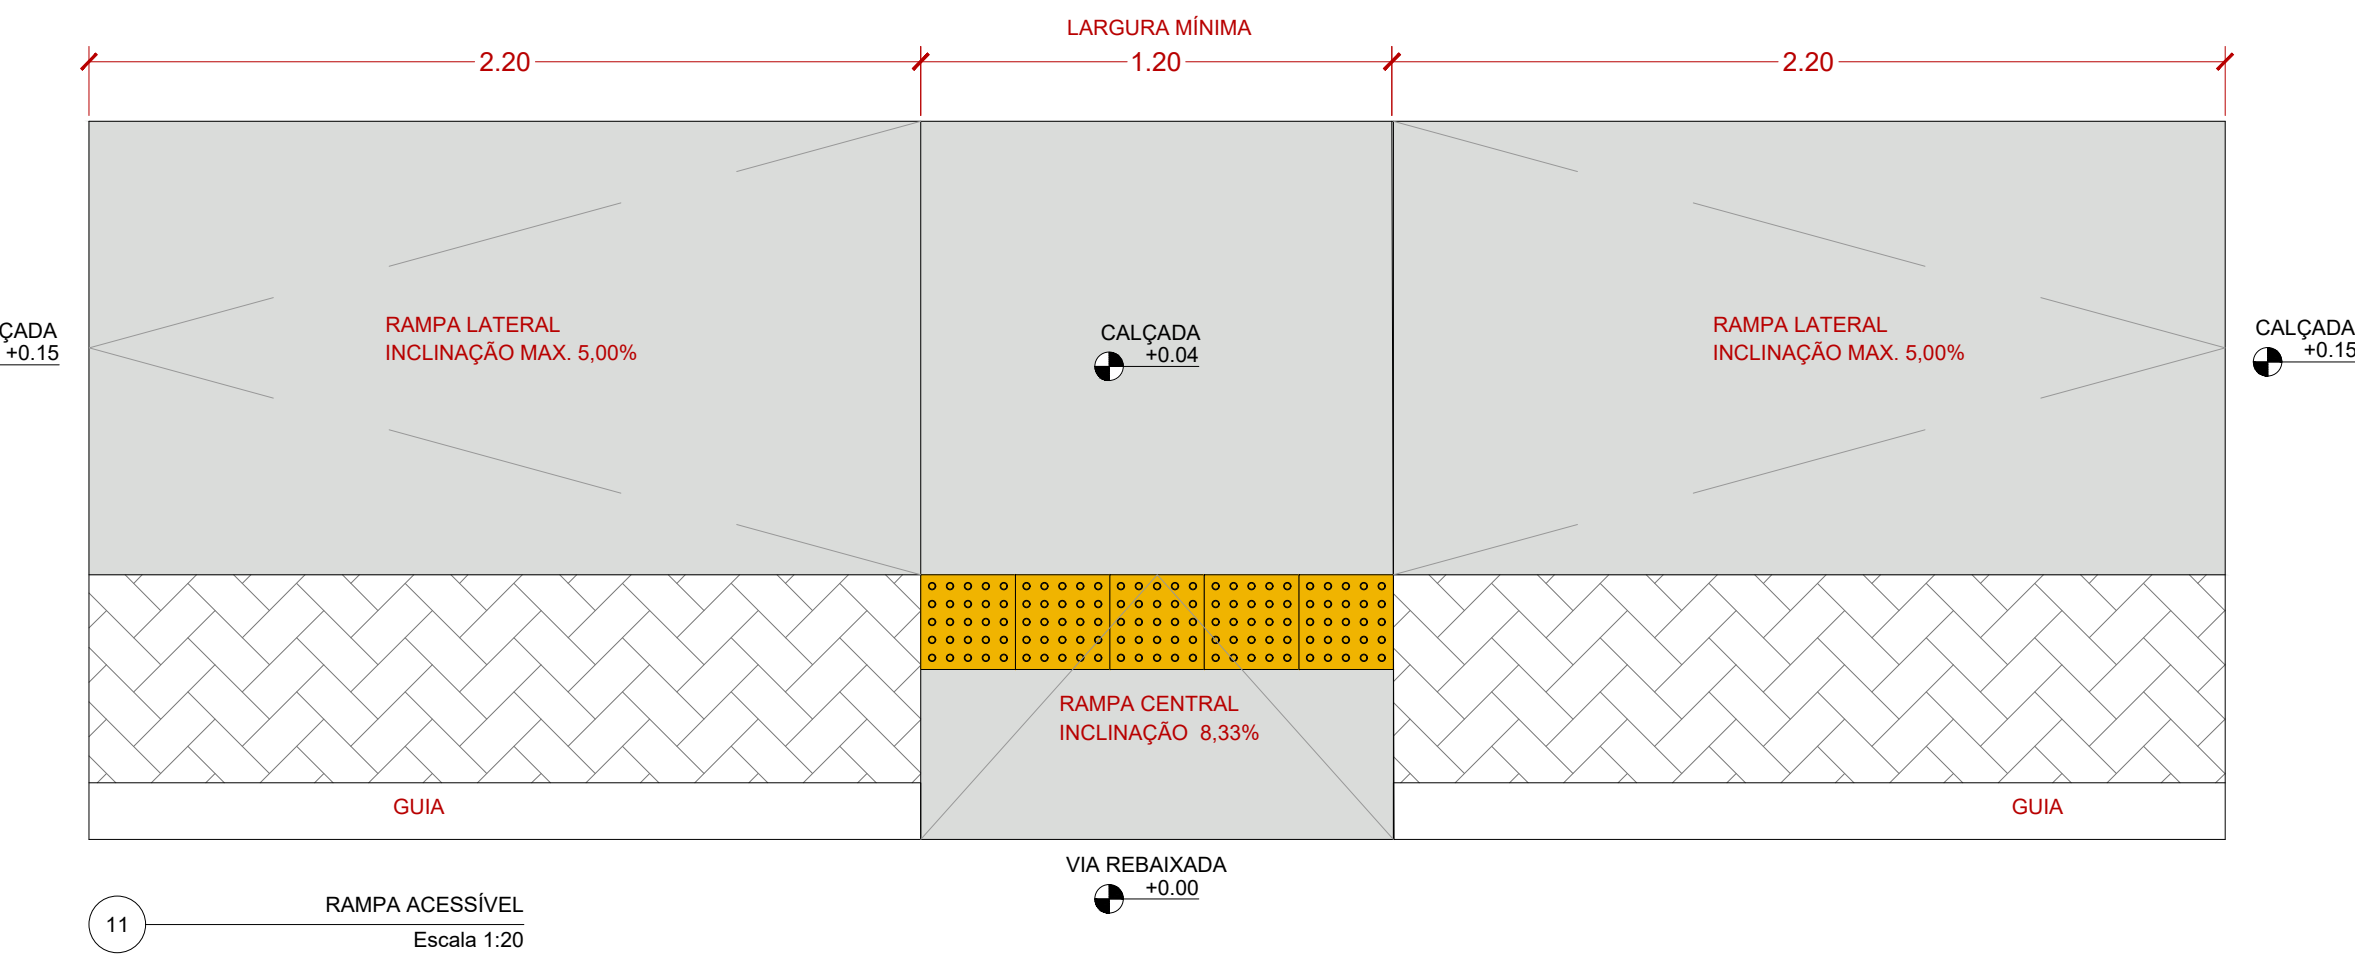 LARGURA MÍNIMA
2.20
1.20
2.20
RAMPA LATERAL
INCLINAÇÃO MAX. 5,00%
CALÇADA
+0.04
RAMPA LATERAL
INCLINAÇÃO MAX. 5,00%
ÇADA
+0.15
CALÇADA
+0.15
RAMPA CENTRAL
INCLINAÇÃO 8,33%
GUIA
GUIA
VIA REBAIXADA
+0.00
11
RAMPA ACESSÍVEL
Escala 1:20